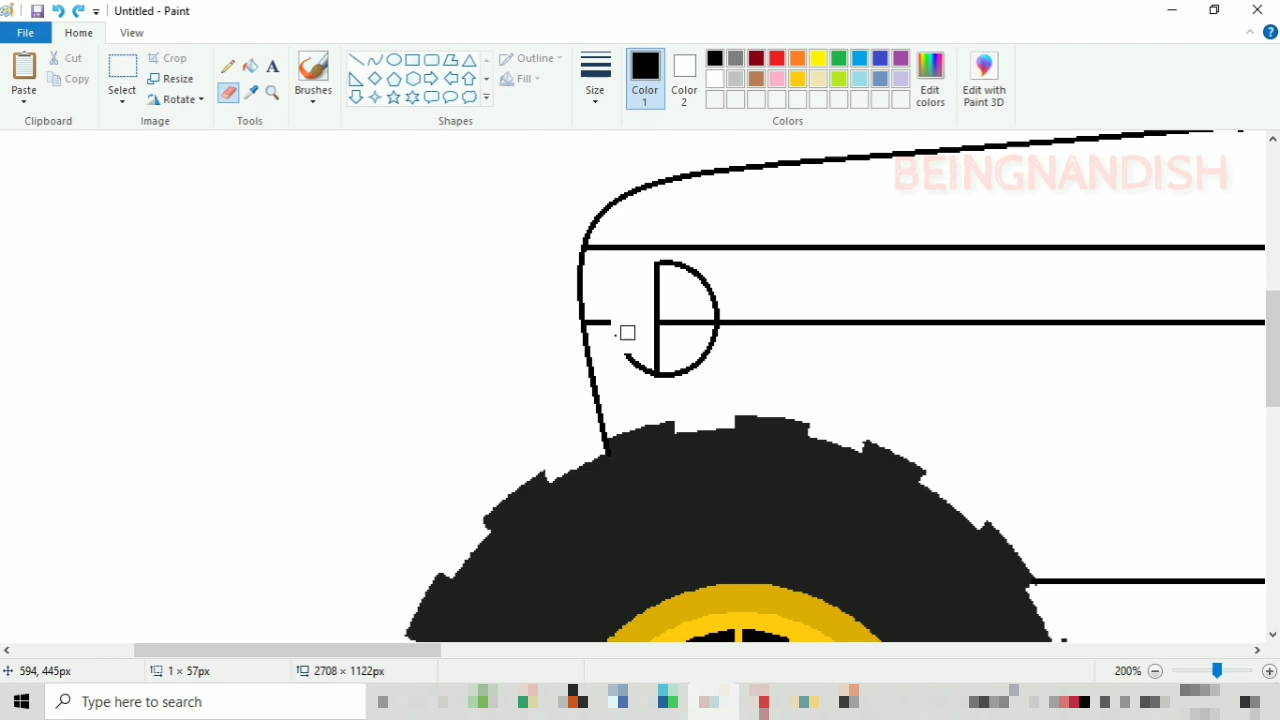 Untitled - Paint
File
Home
View
Paste
Cut
Copy
Clipboard
Select
Crop
Resize
Rotate
Image
A
Tools
Brushes
Shapes
Outline
Fill
Size
Color 1
Color 2
Edit colors
Colors
Edit with Paint 3D
BEINGNANDISH
594, 445px
1 × 57px
2708 × 1122px
200%
Type here to search